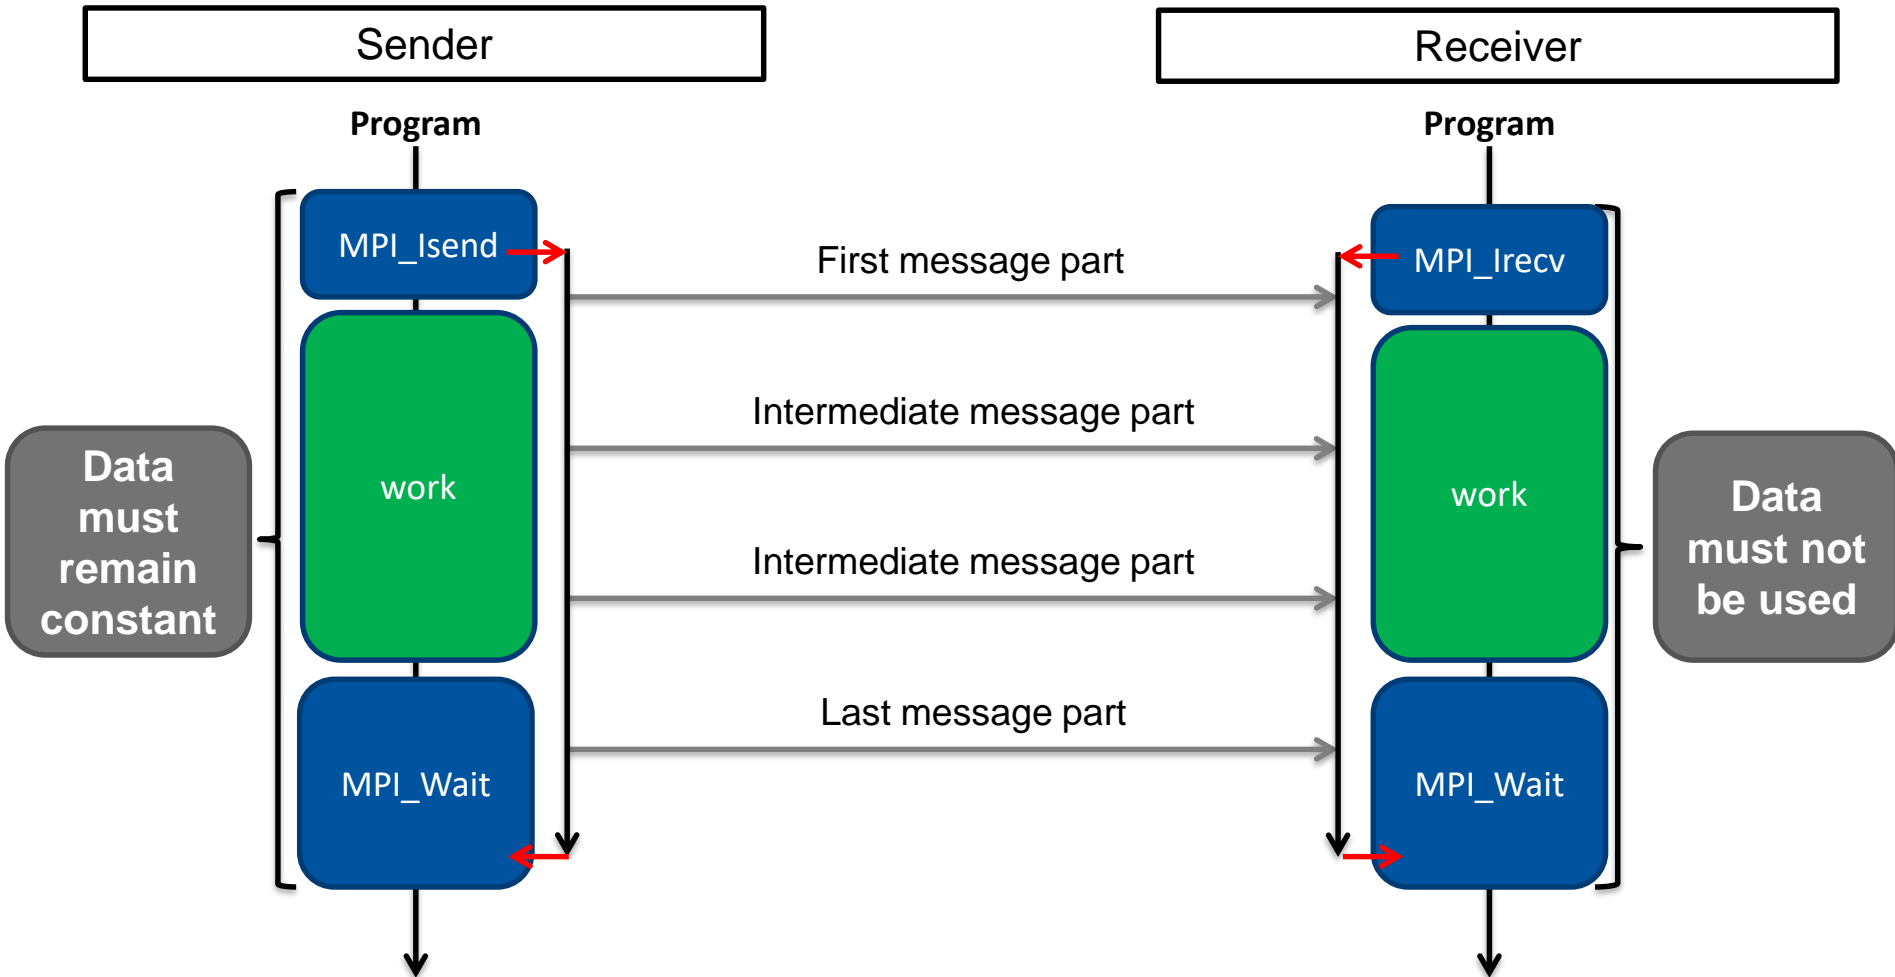 Sender
Receiver
Program
Program
MPI_Isend
First message part
MPI_Irecv
Intermediate message part
Data
must
remain
constant
work
work
Data
must not
be used
Intermediate message part
Last message part
MPI_Wait
MPI_Wait